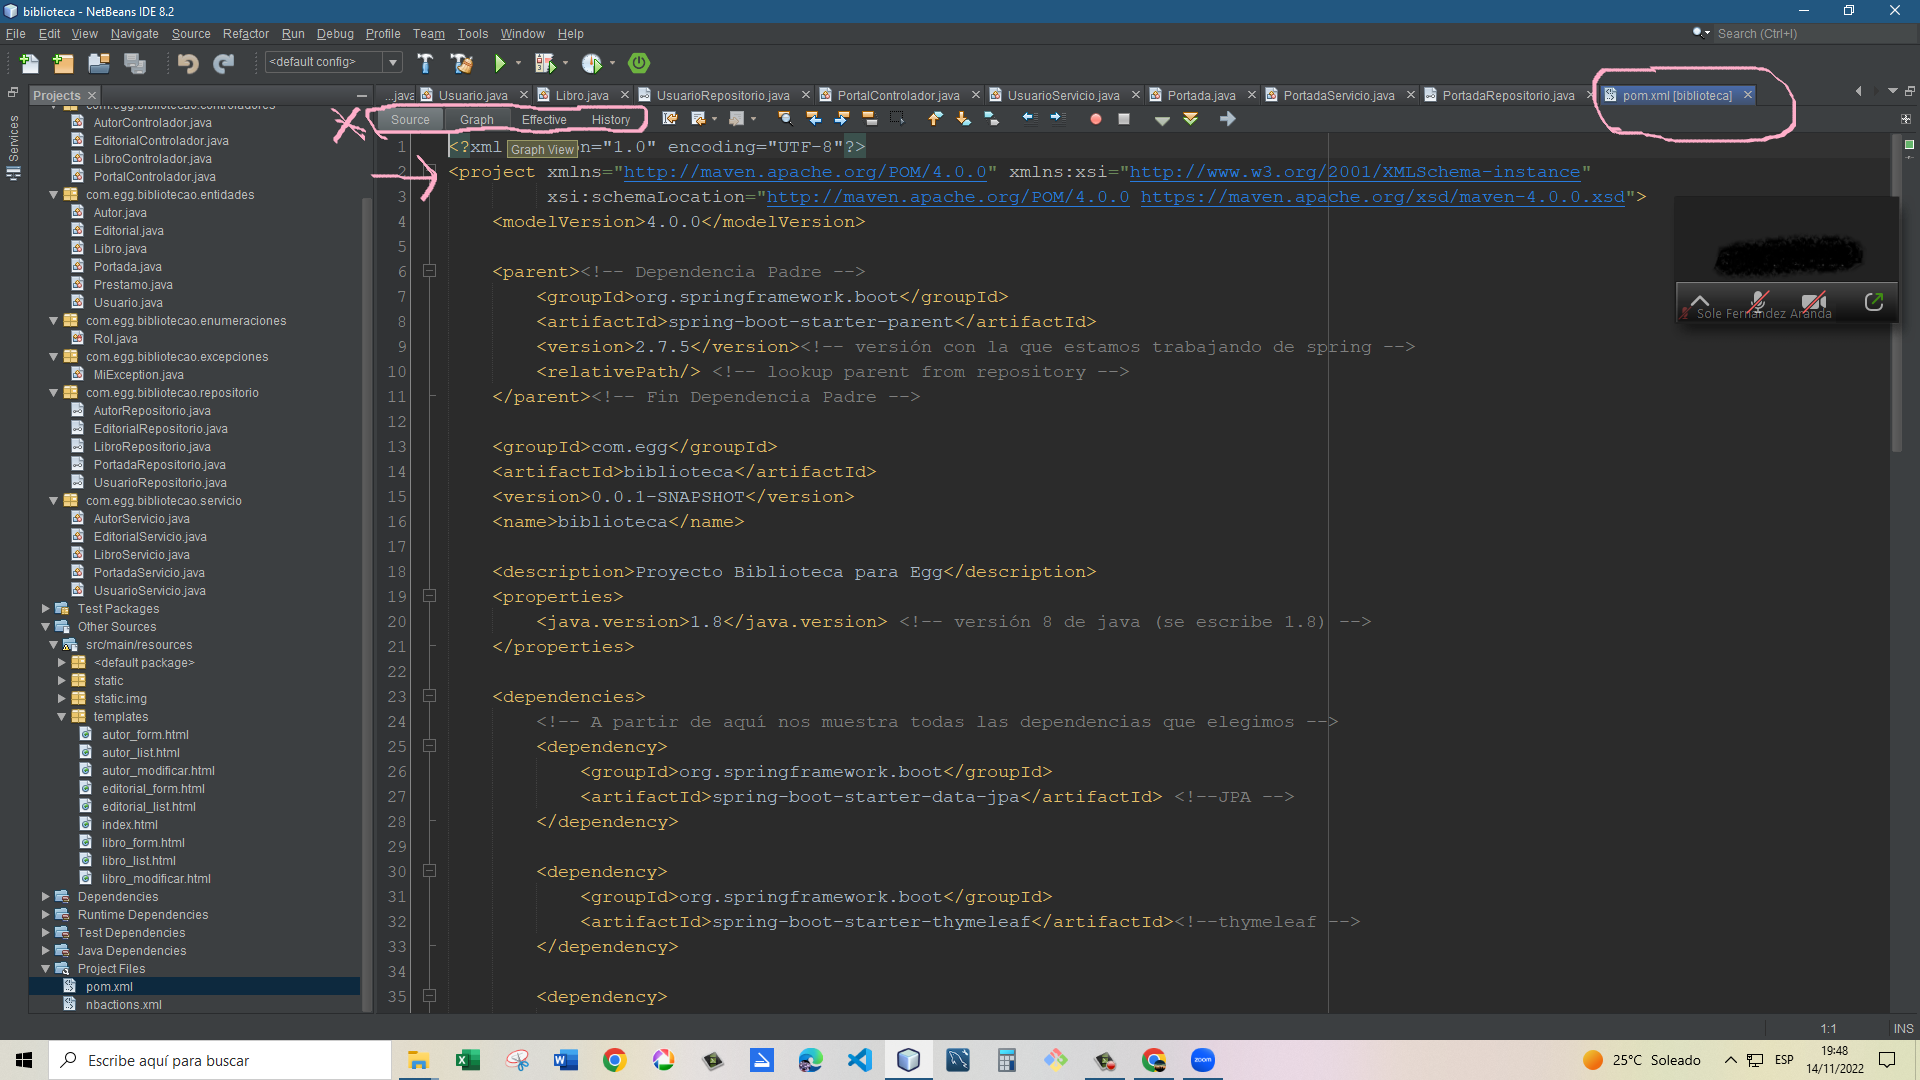 biblioteca - NetBeans IDE 8.2
File Edit View Navigate Source Refactor Run Debug Profile Team Tools Window Help
Search (Ctrl+I)
<default config>
Projects
...java Usuario.java Libro.java UsuarioRepositorio.java PortalControlador.java UsuarioServicio.java Portada.java PortadaServicio.java PortadaRepositorio.java pom.xml [biblioteca]
Source Graph Effective History
Graph View
Services
com.egg.bibliotecao.controladores
AutorControlador.java
EditorialControlador.java
LibroControlador.java
PortalControlador.java
com.egg.bibliotecao.entidades
Autor.java
Editorial.java
Libro.java
Portada.java
Prestamo.java
Usuario.java
com.egg.bibliotecao.enumeraciones
Rol.java
com.egg.bibliotecao.excepciones
MiException.java
com.egg.bibliotecao.repositorio
AutorRepositorio.java
EditorialRepositorio.java
LibroRepositorio.java
PortadaRepositorio.java
UsuarioRepositorio.java
com.egg.bibliotecao.servicio
AutorServicio.java
EditorialServicio.java
LibroServicio.java
PortadaServicio.java
UsuarioServicio.java
Test Packages
Other Sources
src/main/resources
<default package>
static
static.img
templates
autor_form.html
autor_list.html
autor_modificar.html
editorial_form.html
editorial_list.html
index.html
libro_form.html
libro_list.html
libro_modificar.html
Dependencies
Runtime Dependencies
Test Dependencies
Java Dependencies
Project Files
pom.xml
nbactions.xml
1 <?xml on="1.0" encoding="UTF-8"?>
2 <project xmlns="http://maven.apache.org/POM/4.0.0" xmlns:xsi="http://www.w3.org/2001/XMLSchema-instance"
3 xsi:schemaLocation="http://maven.apache.org/POM/4.0.0 https://maven.apache.org/xsd/maven-4.0.0.xsd">
4 <modelVersion>4.0.0</modelVersion>
5
6 <parent><!-- Dependencia Padre -->
7 <groupId>org.springframework.boot</groupId>
8 <artifactId>spring-boot-starter-parent</artifactId>
9 <version>2.7.5</version><!-- versión con la que estamos trabajando de spring -->
10 <relativePath/> <!-- lookup parent from repository -->
11 </parent><!-- Fin Dependencia Padre -->
12
13 <groupId>com.egg</groupId>
14 <artifactId>biblioteca</artifactId>
15 <version>0.0.1-SNAPSHOT</version>
16 <name>biblioteca</name>
17
18 <description>Proyecto Biblioteca para Egg</description>
19 <properties>
20 <java.version>1.8</java.version> <!-- versión 8 de java (se escribe 1.8) -->
21 </properties>
22
23 <dependencies>
24 <!-- A partir de aquí nos muestra todas las dependencias que elegimos -->
25 <dependency>
26 <groupId>org.springframework.boot</groupId>
27 <artifactId>spring-boot-starter-data-jpa</artifactId> <!--JPA -->
28 </dependency>
29
30 <dependency>
31 <groupId>org.springframework.boot</groupId>
32 <artifactId>spring-boot-starter-thymeleaf</artifactId><!--thymeleaf -->
33 </dependency>
34
35 <dependency>
Sole Fernández Aranda
1:1 INS
Escribe aquí para buscar
zoom
25°C Soleado
ESP
19:48
14/11/2022